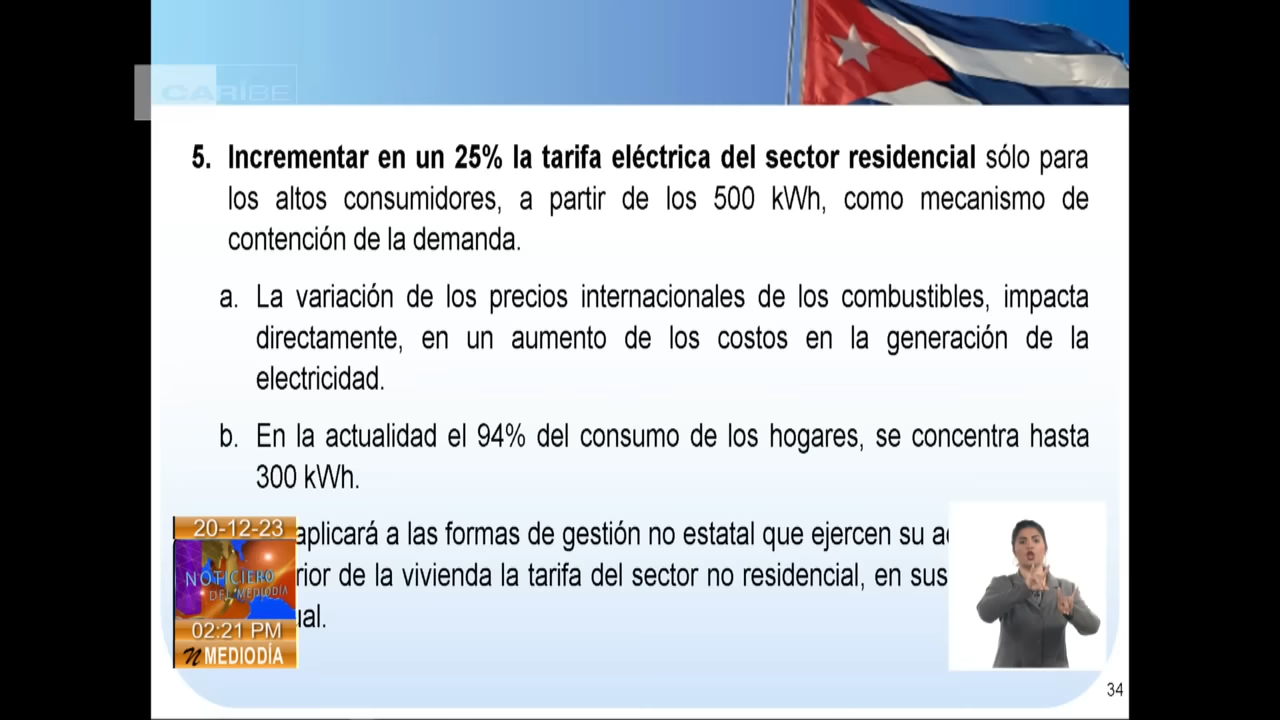 CARIBE
5. Incrementar en un 25% la tarifa eléctrica del sector residencial sólo para
los altos consumidores, a partir de los 500 kWh, como mecanismo de
contención de la demanda.
a. La variación de los precios internacionales de los combustibles, impacta
directamente, en un aumento de los costos en la generación de la
electricidad.
b. En la actualidad el 94% del consumo de los hogares, se concentra hasta
300 kWh.
aplicará a las formas de gestión no estatal que ejercen su
de la vivienda la tarifa del sector no residencial, en sus
20-12-23
NOTICIERO
DEL MEDIODÍA
02:21 PM
MEDIODÍA
34